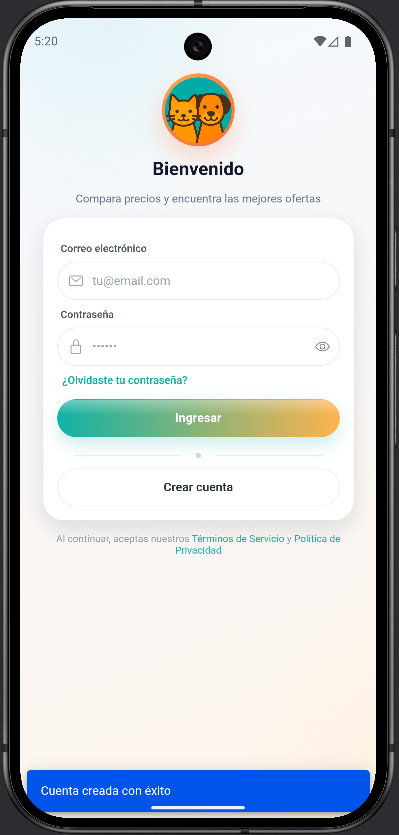 5:20
Bienvenido
Compara precios y encuentra las mejores ofertas
Correo electrónico
tu@email.com
Contraseña
••••••
¿Olvidaste tu contraseña?
Ingresar
Crear cuenta
Al continuar, aceptas nuestros Términos de Servicio y Política de
Privacidad
Cuenta creada con éxito